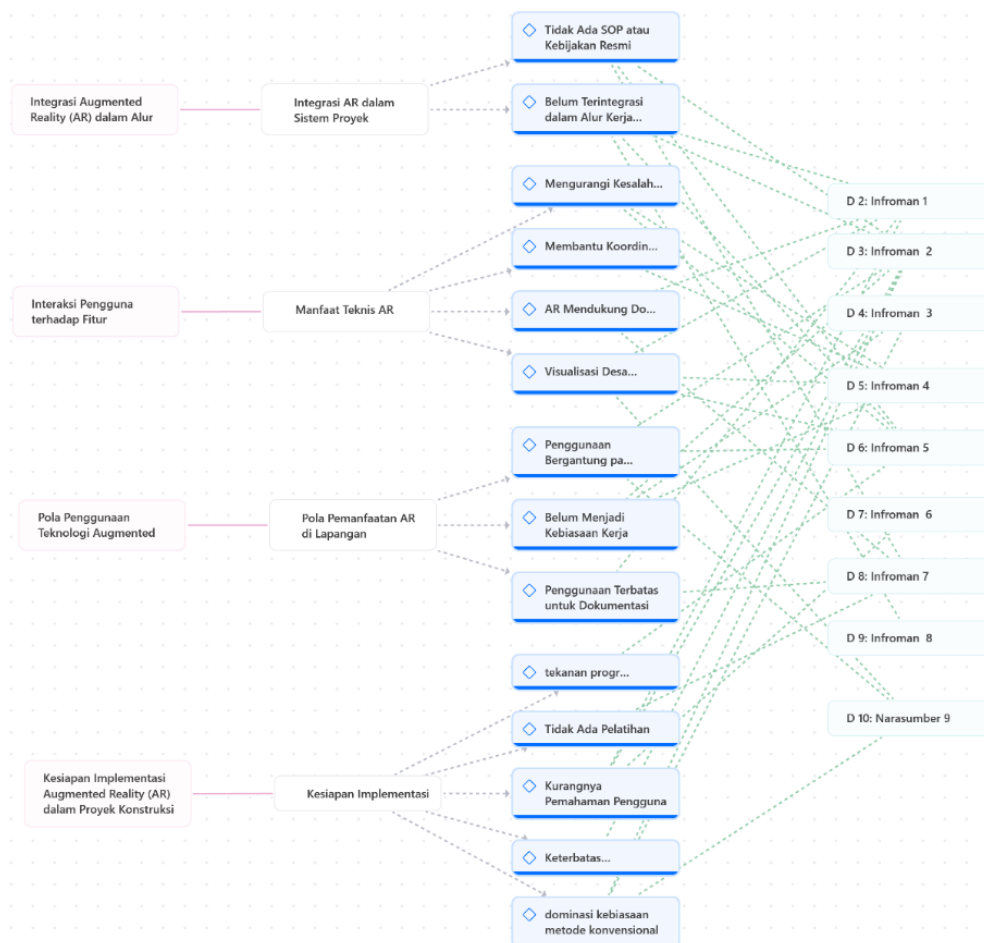 Tidak Ada SOP atau
Kebijakan Resmi
Integrasi Augmented
Reality (AR) dalam Alur
Integrasi AR dalam
Sistem Proyek
Belum Terintegrasi
dalam Alur Kerja...
Mengurangi Kesalah...
Membantu Koordin...
Interaksi Pengguna
terhadap Fitur
Manfaat Teknis AR
AR Mendukung Do...
Visualisasi Desa...
Penggunaan
Bergantung pa...
Pola Penggunaan
Teknologi Augmented
Pola Pemanfaatan AR
di Lapangan
Belum Menjadi
Kebiasaan Kerja
Penggunaan Terbatas
untuk Dokumentasi
tekanan progr...
Tidak Ada Pelatihan
Kesiapan Implementasi
Augmented Reality (AR)
dalam Proyek Konstruksi
Kesiapan Implementasi
Kurangnya
Pemahaman Pengguna
Keterbatas...
dominasi kebiasaan
metode konvensional
D 2: Infroman 1
D 3: Infroman 2
D 4: Infroman 3
D 5: Infroman 4
D 6: Infroman 5
D 7: Infroman 6
D 8: Infroman 7
D 9: Infroman 8
D 10: Narasumber 9